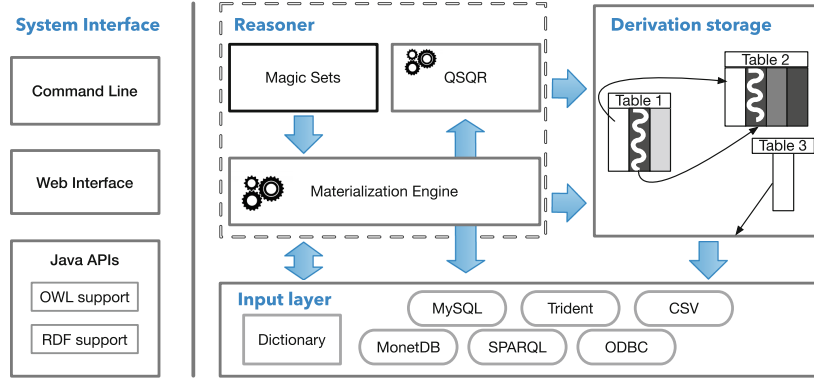 System Interface
Command Line
Web Interface
Java APIs
OWL support
RDF support
Reasoner
Magic Sets
QSQR
Materialization Engine
Derivation storage
Table 1
Table 2
Table 3
Input layer
Dictionary
MySQL
Trident
CSV
MonetDB
SPARQL
ODBC